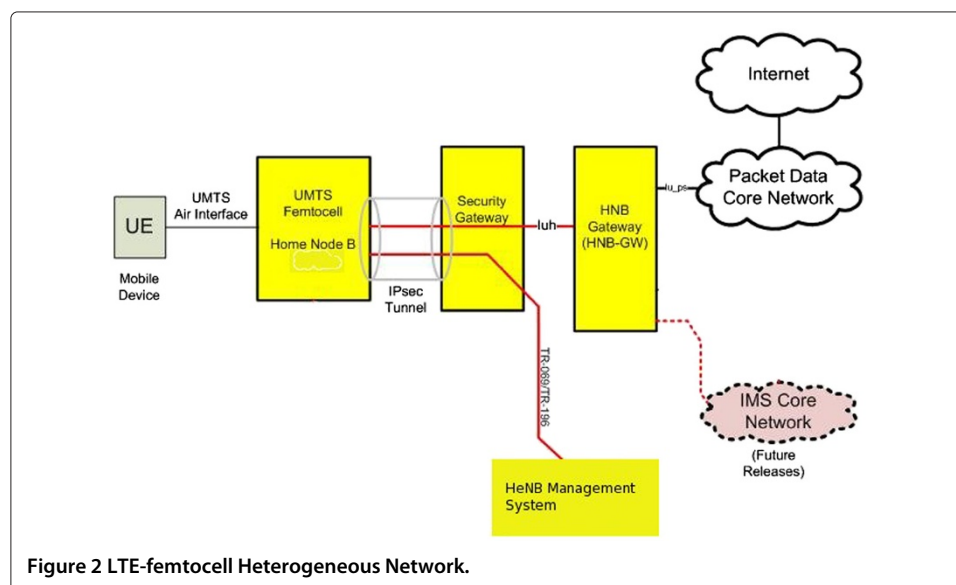 Internet
Packet Data
Core Network
Iu_ps
HNB
Gateway
(HNB-GW)
Iuh
Security
Gateway
UMTS
Femtocell
Home Node B
UMTS
Air Interface
UE
Mobile
Device
IPsec
Tunnel
TR-069/TR-196
IMS Core
Network
(Future
Releases)
HeNB Management
System
Figure 2 LTE-femtocell Heterogeneous Network.